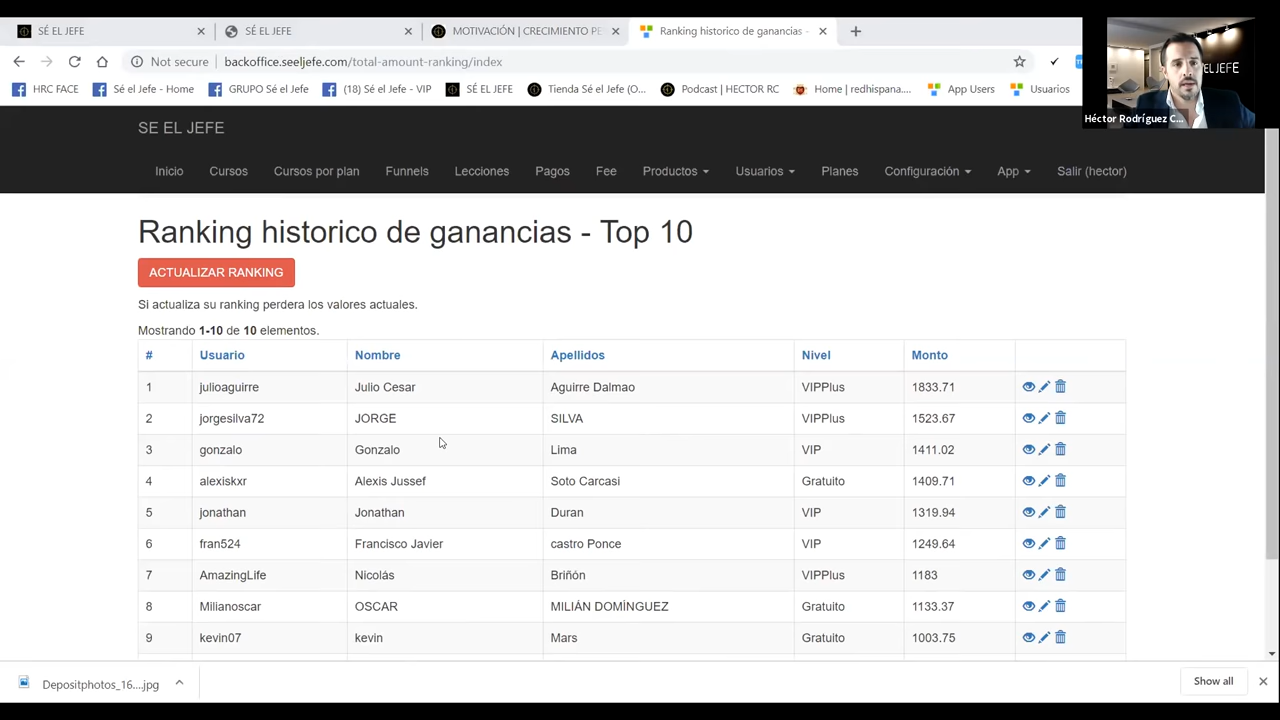 SÉ EL JEFE
SÉ EL JEFE
MOTIVACIÓN | CRECIMIENTO PE
Ranking historico de ganancias -
Not secure
backoffice.seeljefe.com/total-amount-ranking/index
HRC FACE
Sé el Jefe - Home
GRUPO Sé el Jefe
(18) Sé el Jefe - VIP
SÉ EL JEFE
Tienda Sé el Jefe (O...
Podcast | HECTOR RC
Home | redhispana....
App Users
Usuarios
EL JEFE
Héctor Rodríguez C...
SE EL JEFE
Inicio Cursos Cursos por plan Funnels Lecciones Pagos Fee Productos Usuarios Planes Configuración App Salir (hector)
Ranking historico de ganancias - Top 10
ACTUALIZAR RANKING
Si actualiza su ranking perdera los valores actuales.
Mostrando 1-10 de 10 elementos.
# Usuario Nombre Apellidos Nivel Monto
1 julioaguirre Julio Cesar Aguirre Dalmao VIPPlus 1833.71
2 jorgesilva72 JORGE SILVA VIPPlus 1523.67
3 gonzalo Gonzalo Lima VIP 1411.02
4 alexiskxr Alexis Jussef Soto Carcasi Gratuito 1409.71
5 jonathan Jonathan Duran VIP 1319.94
6 fran524 Francisco Javier castro Ponce VIP 1249.64
7 AmazingLife Nicolás Briñón VIPPlus 1183
8 Milianoscar ÓSCAR MILIÁN DOMÍNGUEZ Gratuito 1133.37
9 kevin07 kevin Mars Gratuito 1003.75
Depositphotos_16....jpg
Show all